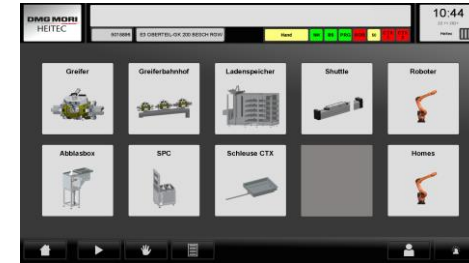 DMG MORI
HEITEC
10:44
Hand
Greifer
Greiferbahnhof
Ladenspeicher
Shuttle
Roboter
Abblasbox
SPC
Schleuse CTX
Homes